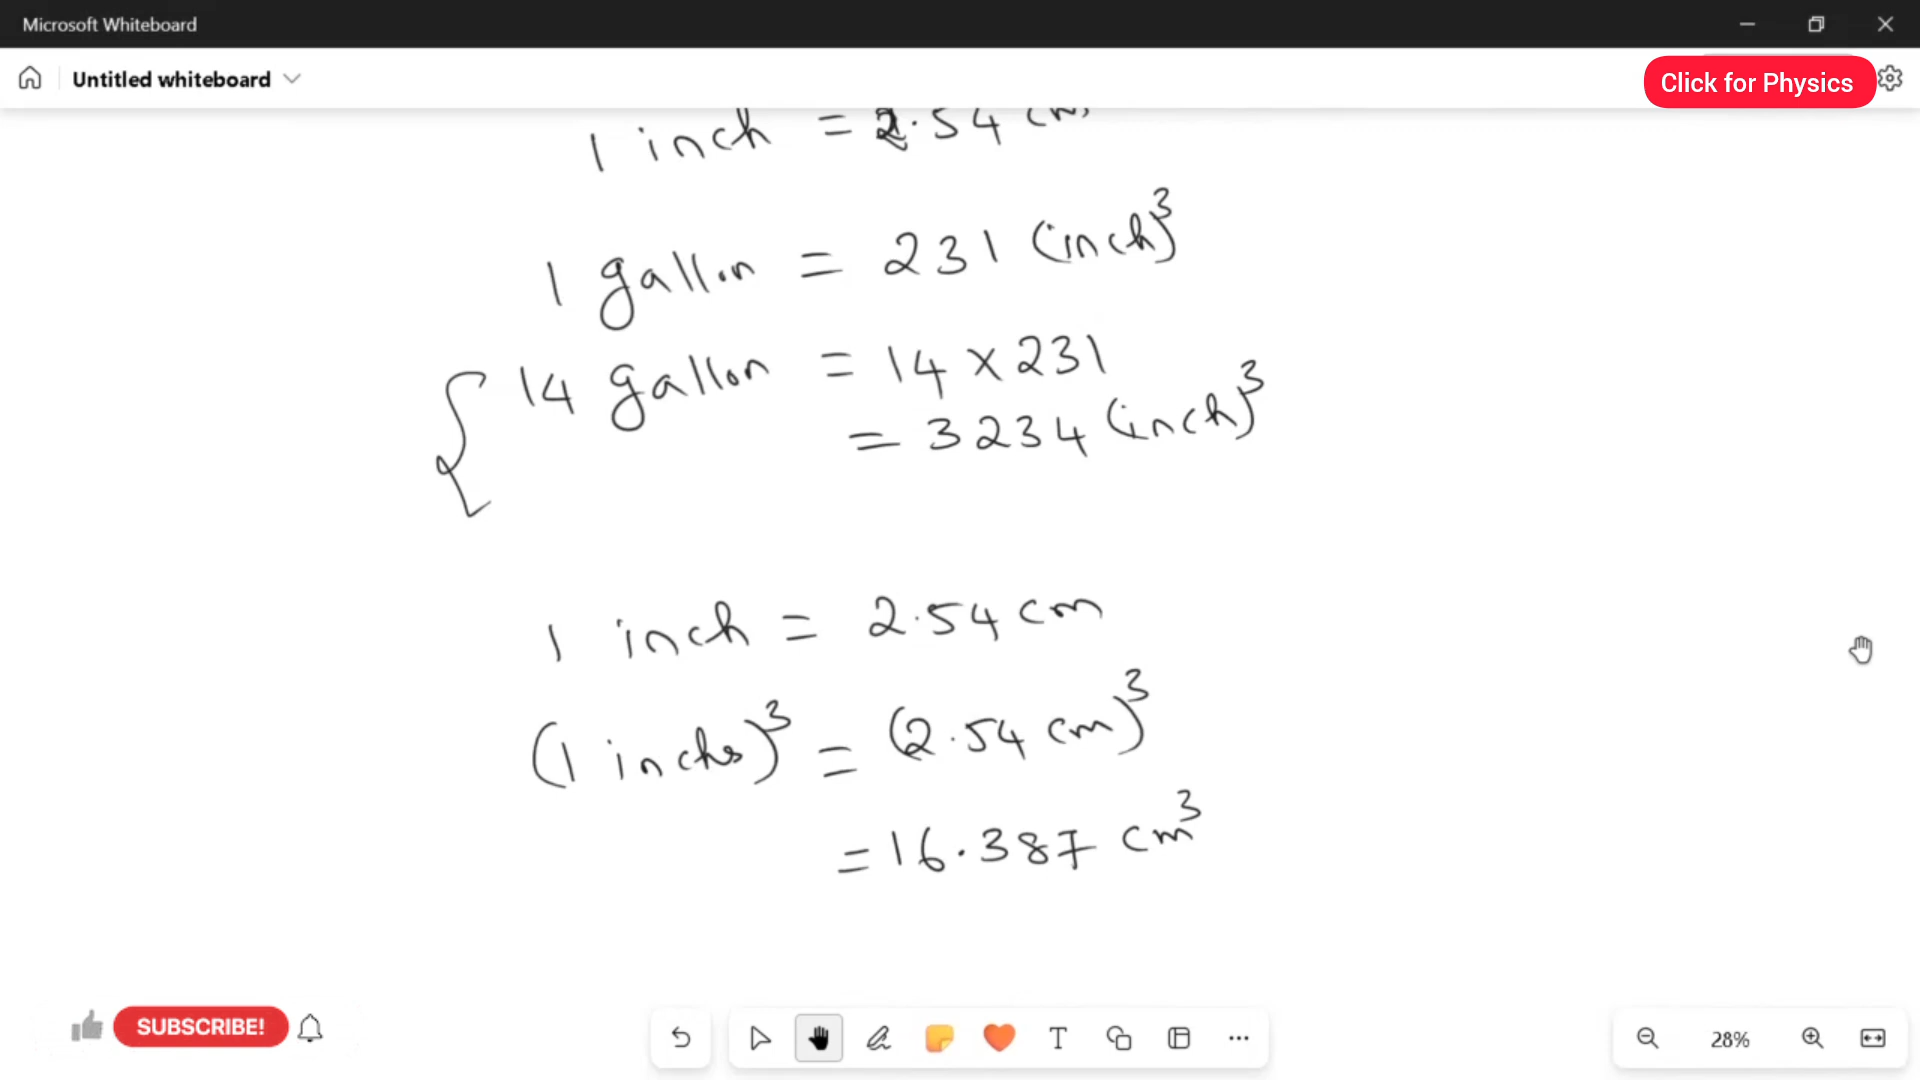 Microsoft Whiteboard
Untitled whiteboard
Click for Physics
1 inch = 2.54 cm
1 gallon = 231 (inch)³
14 gallon = 14 × 231
= 3234 (inch)³
1 inch = 2.54 cm
(1 inchs)³ = (2.54 cm)³
= 16.387 cm³
SUBSCRIBE!
T
28%